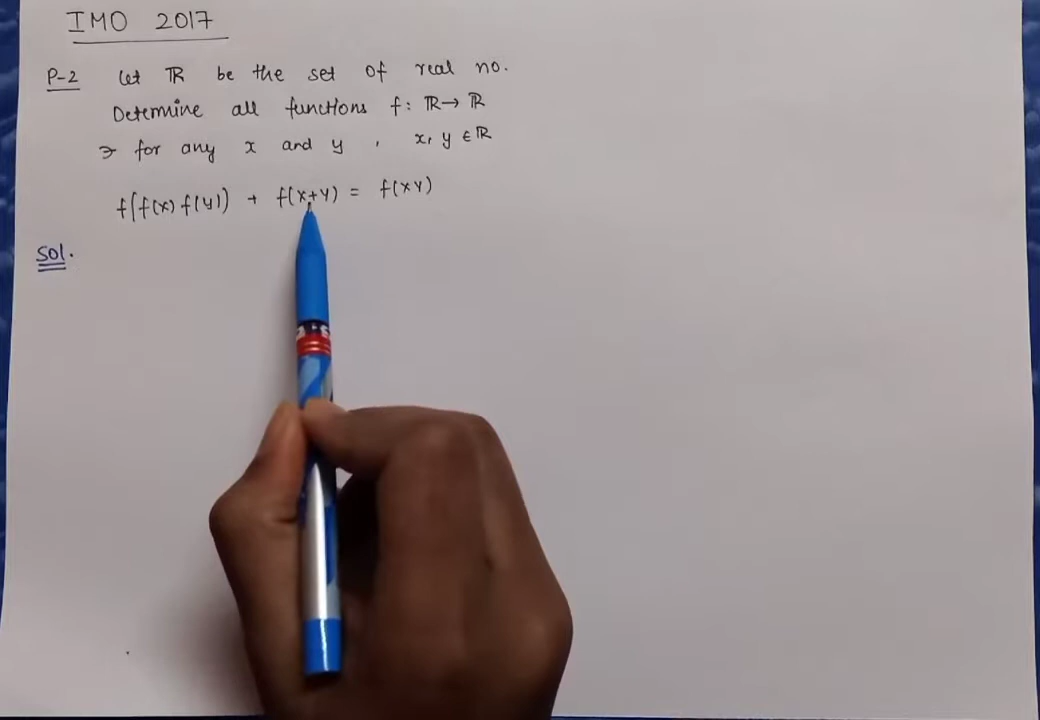 IMO 2017
P-2 Let ℝ be the set of real no.
Determine all functions f: ℝ→ ℝ
∋ for any x and y , x, y ∈ ℝ
f(f(x) f(y)) + f(x+y) = f(xy)
Sol.